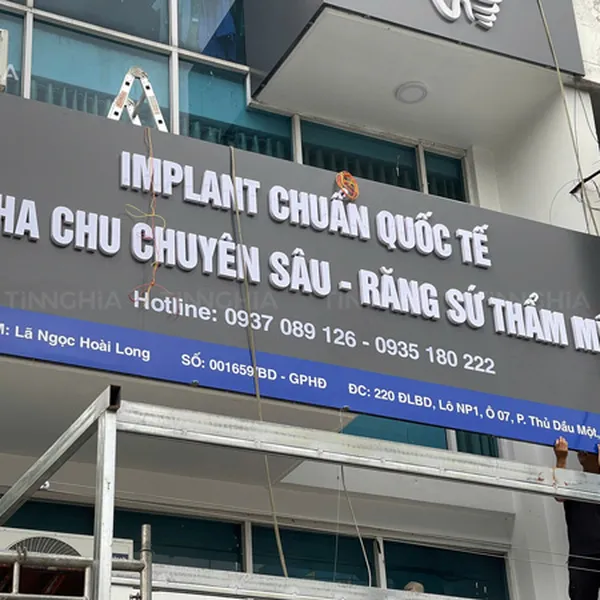 IMPLANT CHUẨN QUỐC TẾ
HA CHU CHUYÊN SÂU - RĂNG SỨ THẨM M
Hotline: 0937 089 126 - 0935 180 222
M: Lã Ngọc Hoài Long SỐ: 001659/BD - GPHĐ ĐC: 220 ĐLBD, Lô NP1, Ô 07, P. Thủ Dầu Một,
TíNNGHĨA